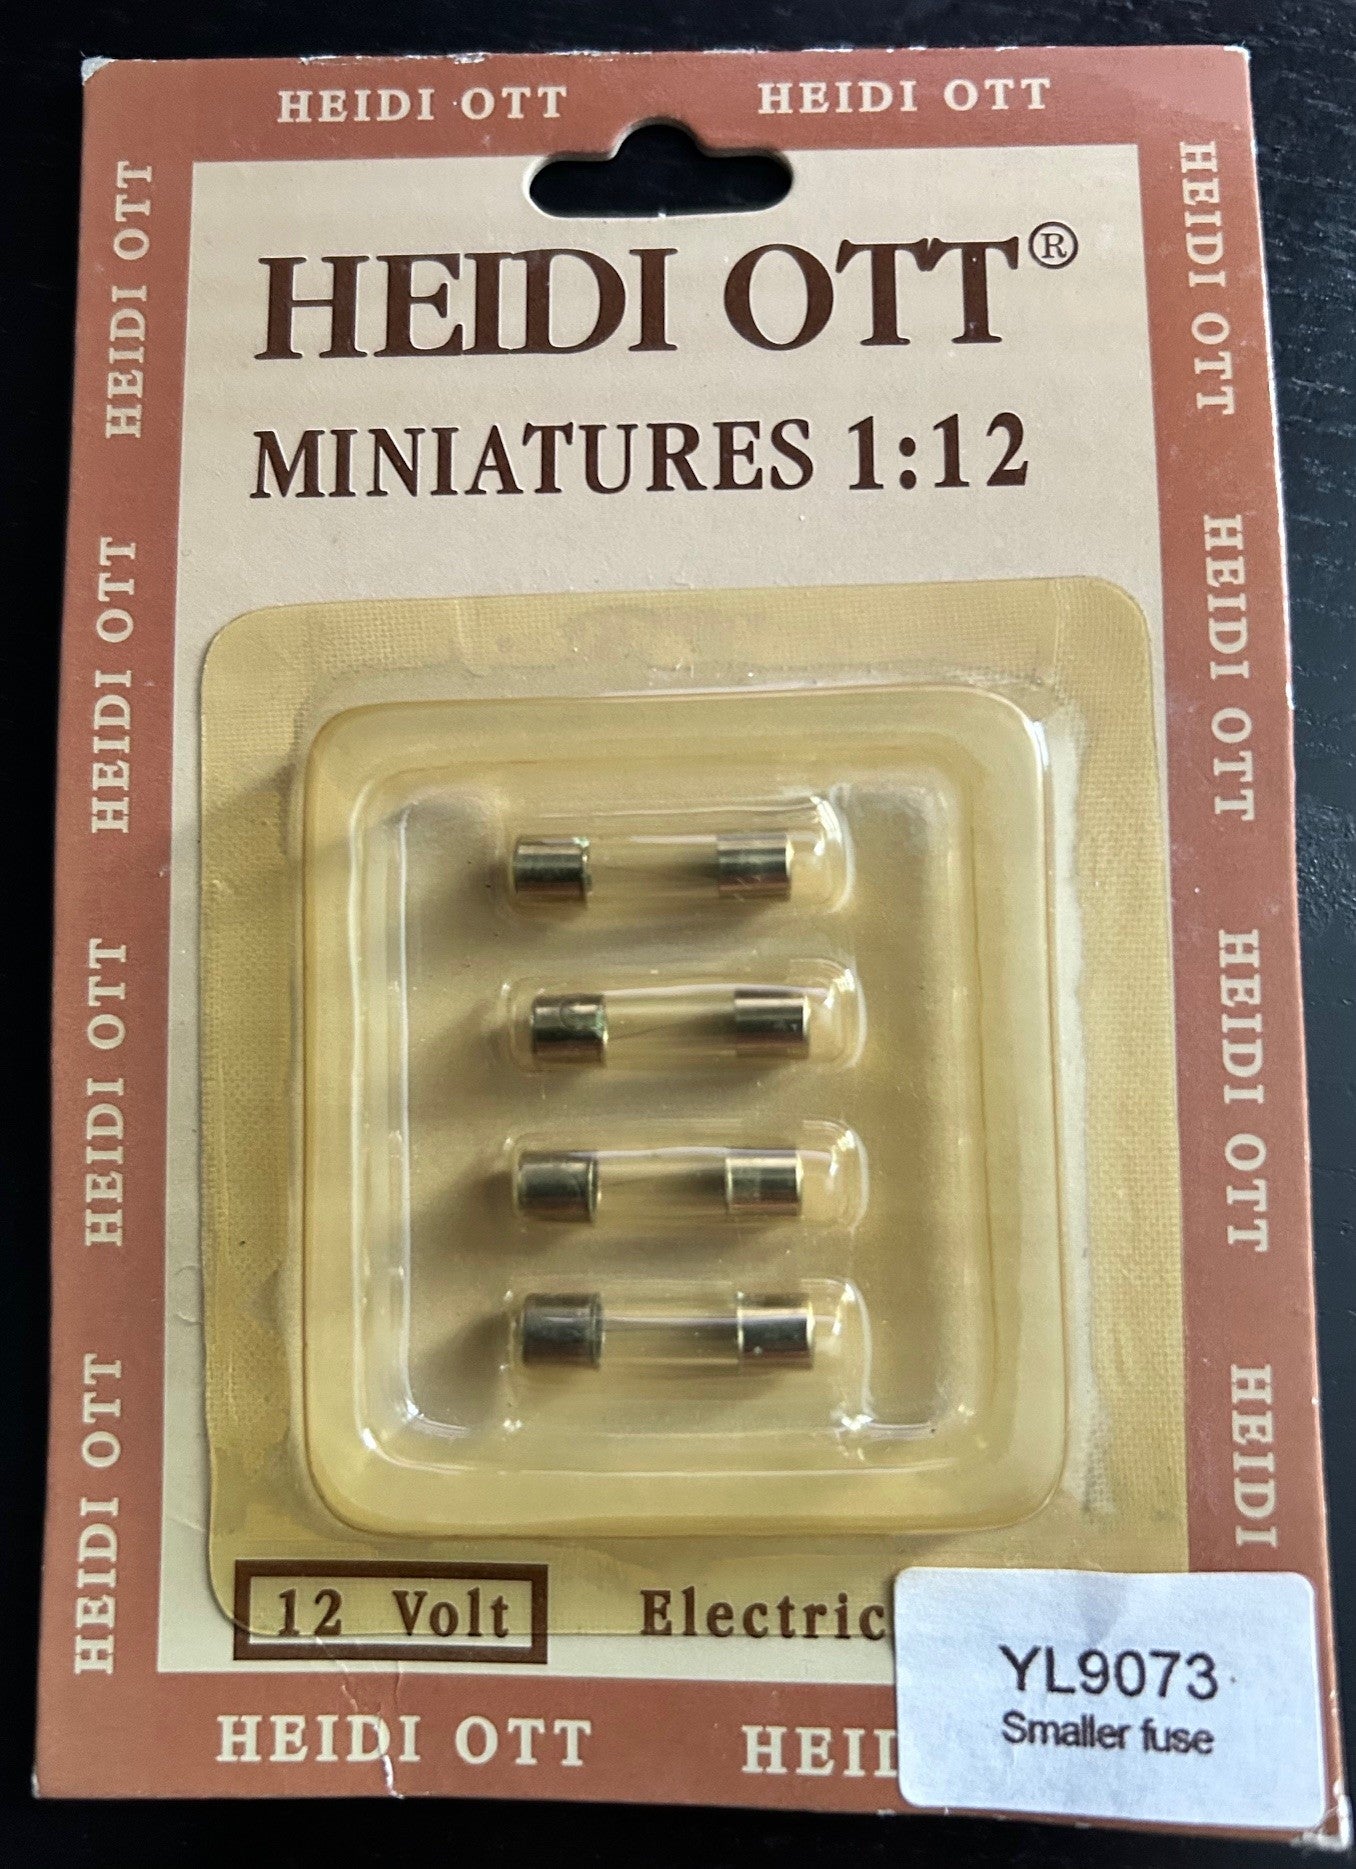 HEIDI OTT HEIDI OTT
HEIDI OTT
HEIDI OTT
HEIDI OTT
HEIDI OTT
HEIDI OTT®
MINIATURES 1:12
12 Volt Electric
HEIDI OTT
HEIDI OTT
HEIDI OTT
HEIDI
HEIDI OTT HEI
YL9073
Smaller fuse